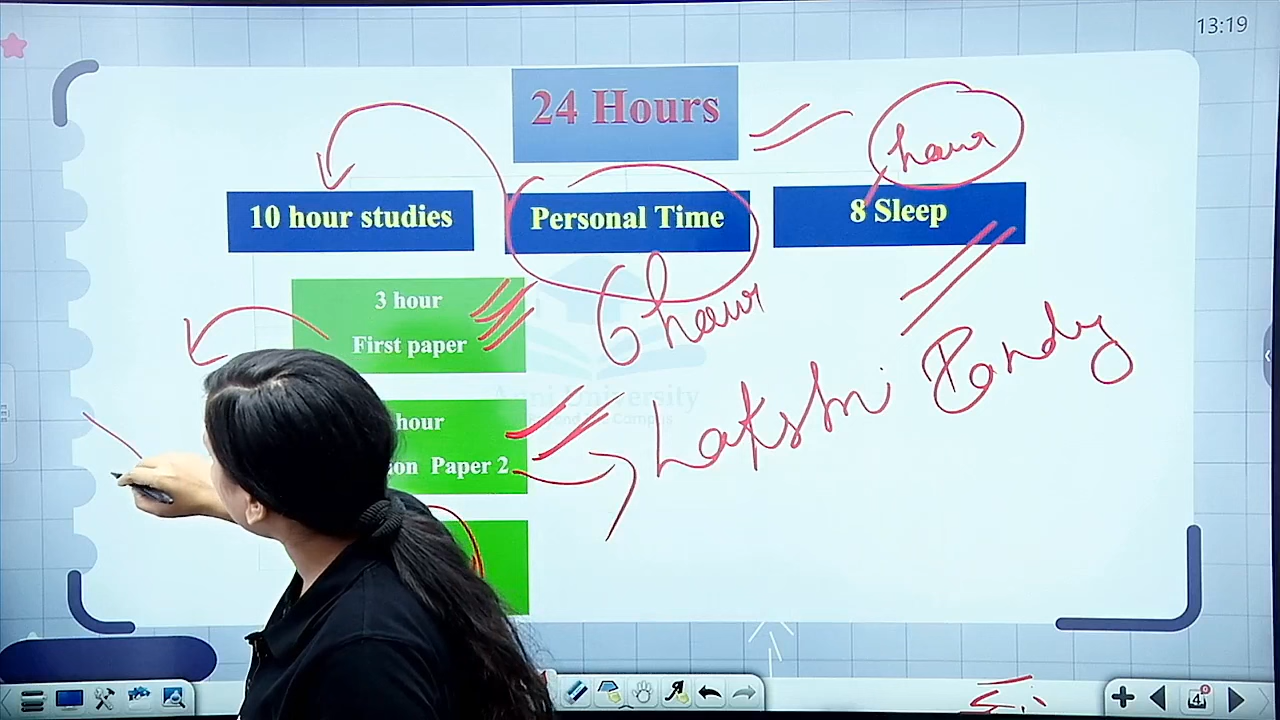 13:19
24 Hours
hour
10 hour studies
Personal Time
8 Sleep
3 hour
First paper
6 hour
hour
Paper 2
Lakshmi Pandy
4